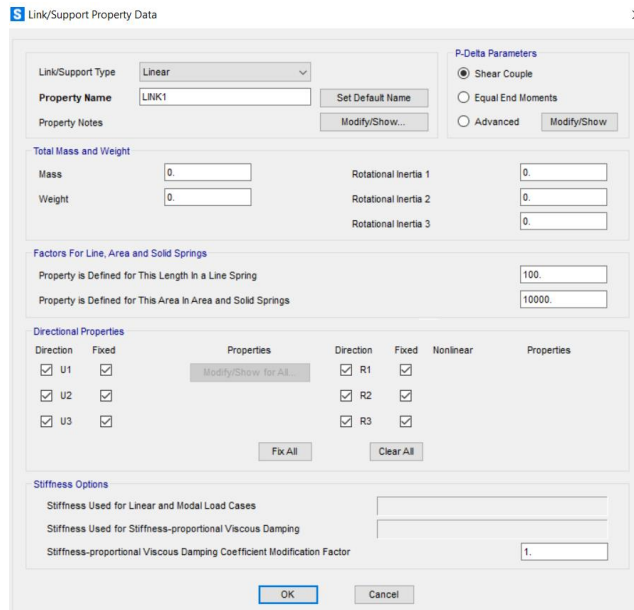 S Link/Support Property Data
P-Delta Parameters
Link/Support Type Linear
Shear Couple
Property Name LINK1 Set Default Name
Equal End Moments
Property Notes Modify/Show...
Advanced Modify/Show
Total Mass and Weight
Mass 0. Rotational Inertia 1 0.
Weight 0. Rotational Inertia 2 0.
Rotational Inertia 3 0.
Factors For Line, Area and Solid Springs
Property is Defined for This Length In a Line Spring 100.
Property is Defined for This Area In Area and Solid Springs 10000.
Directional Properties
Direction Fixed Properties Direction Fixed Nonlinear Properties
U1 Modify/Show for All... R1
U2 R2
U3 R3
Fix All Clear All
Stiffness Options
Stiffness Used for Linear and Modal Load Cases
Stiffness Used for Stiffness-proportional Viscous Damping
Stiffness-proportional Viscous Damping Coefficient Modification Factor 1.
OK Cancel